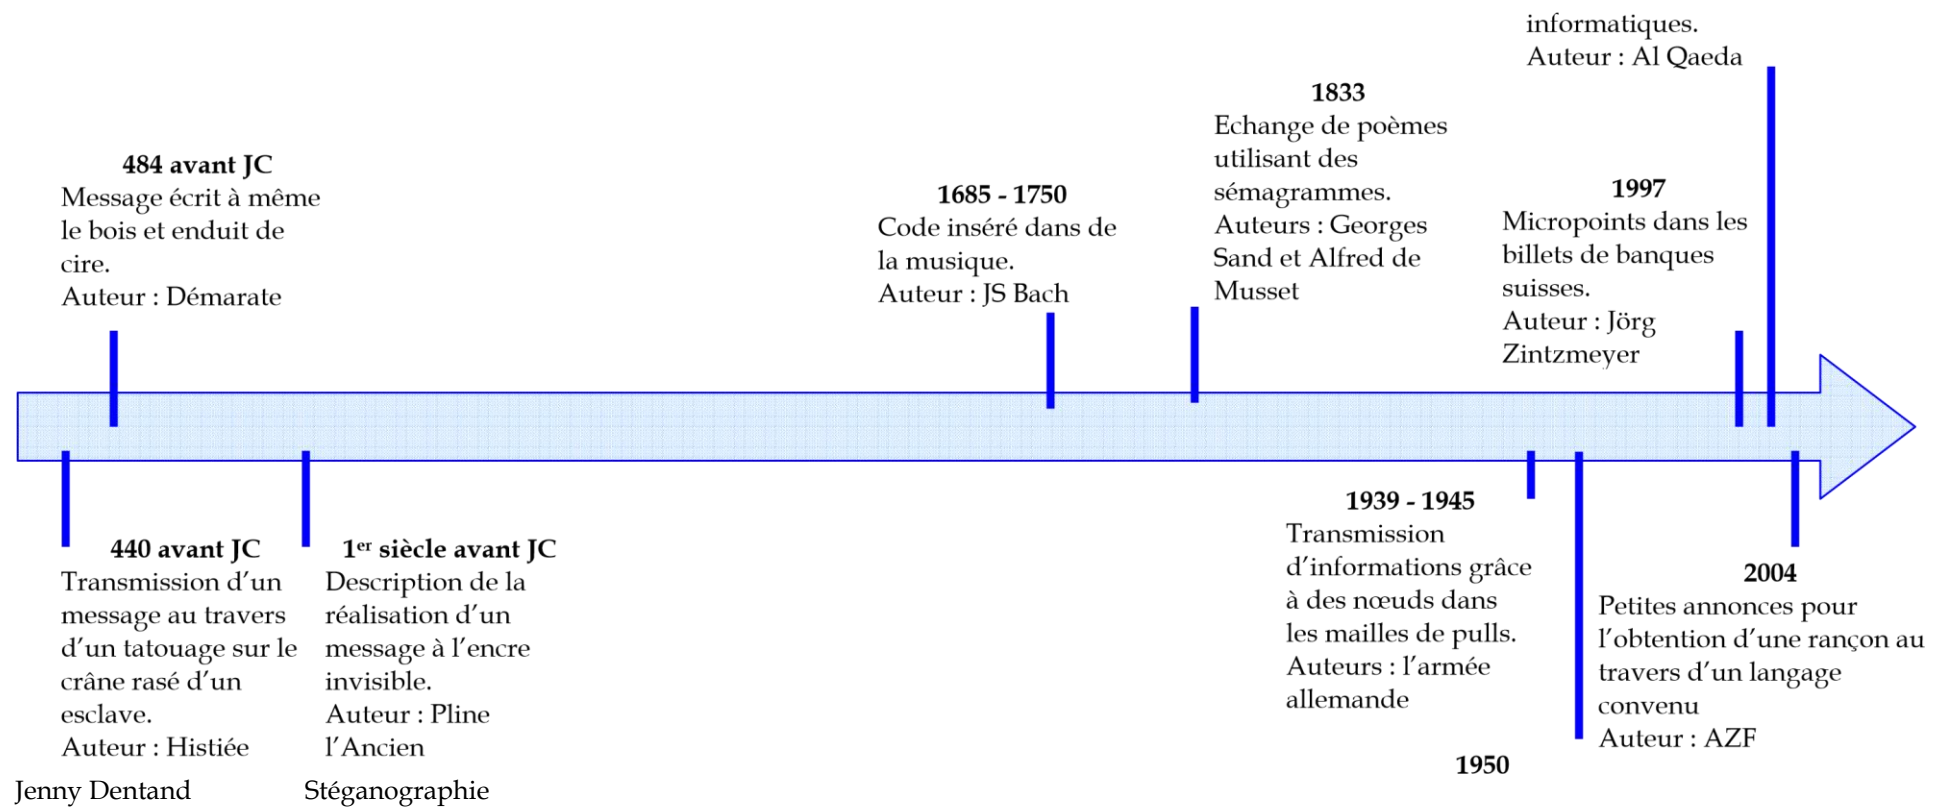 informatiques.
Auteur : Al Qaeda
1833
Echange de poèmes
utilisant des
sémagrammes.
Auteurs : Georges
Sand et Alfred de
Musset
484 avant JC
Message écrit à même
le bois et enduit de
cire.
Auteur : Démarate
1685 - 1750
Code inséré dans de
la musique.
Auteur : JS Bach
1997
Micropoints dans les
billets de banques
suisses.
Auteur : Jörg
Zintzmeyer
440 avant JC
Transmission d’un
message au travers
d’un tatouage sur le
crâne rasé d’un
esclave.
Auteur : Histiée
1er siècle avant JC
Description de la
réalisation d’un
message à l’encre
invisible.
Auteur : Pline
l’Ancien
1939 - 1945
Transmission
d’informations grâce
à des nœuds dans
les mailles de pulls.
Auteurs : l’armée
allemande
1950
2004
Petites annonces pour
l’obtention d’une rançon au
travers d’un langage
convenu
Auteur : AZF
Jenny Dentand
Stéganographie